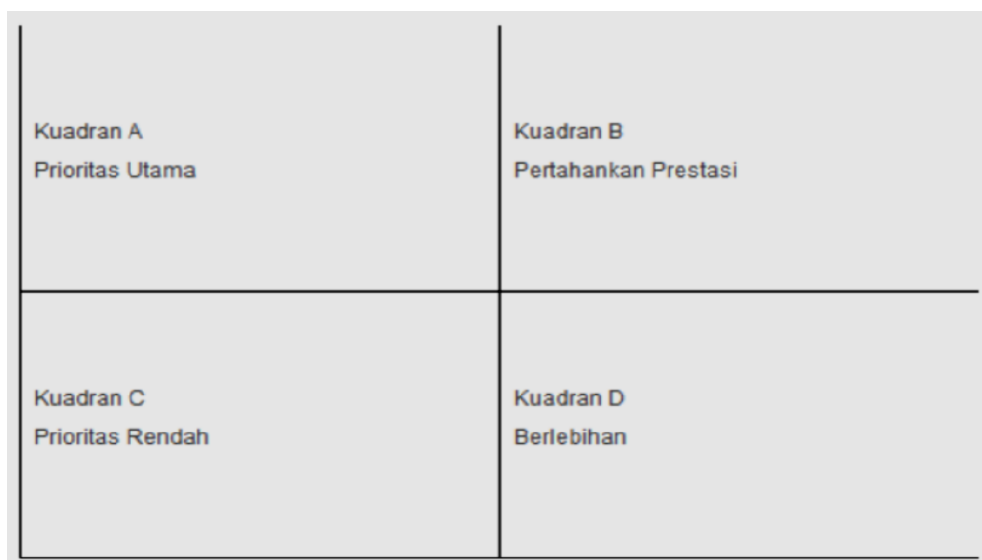 Kuadran A
Prioritas Utama
Kuadran B
Pertahankan Prestasi
Kuadran C
Prioritas Rendah
Kuadran D
Berlebihan